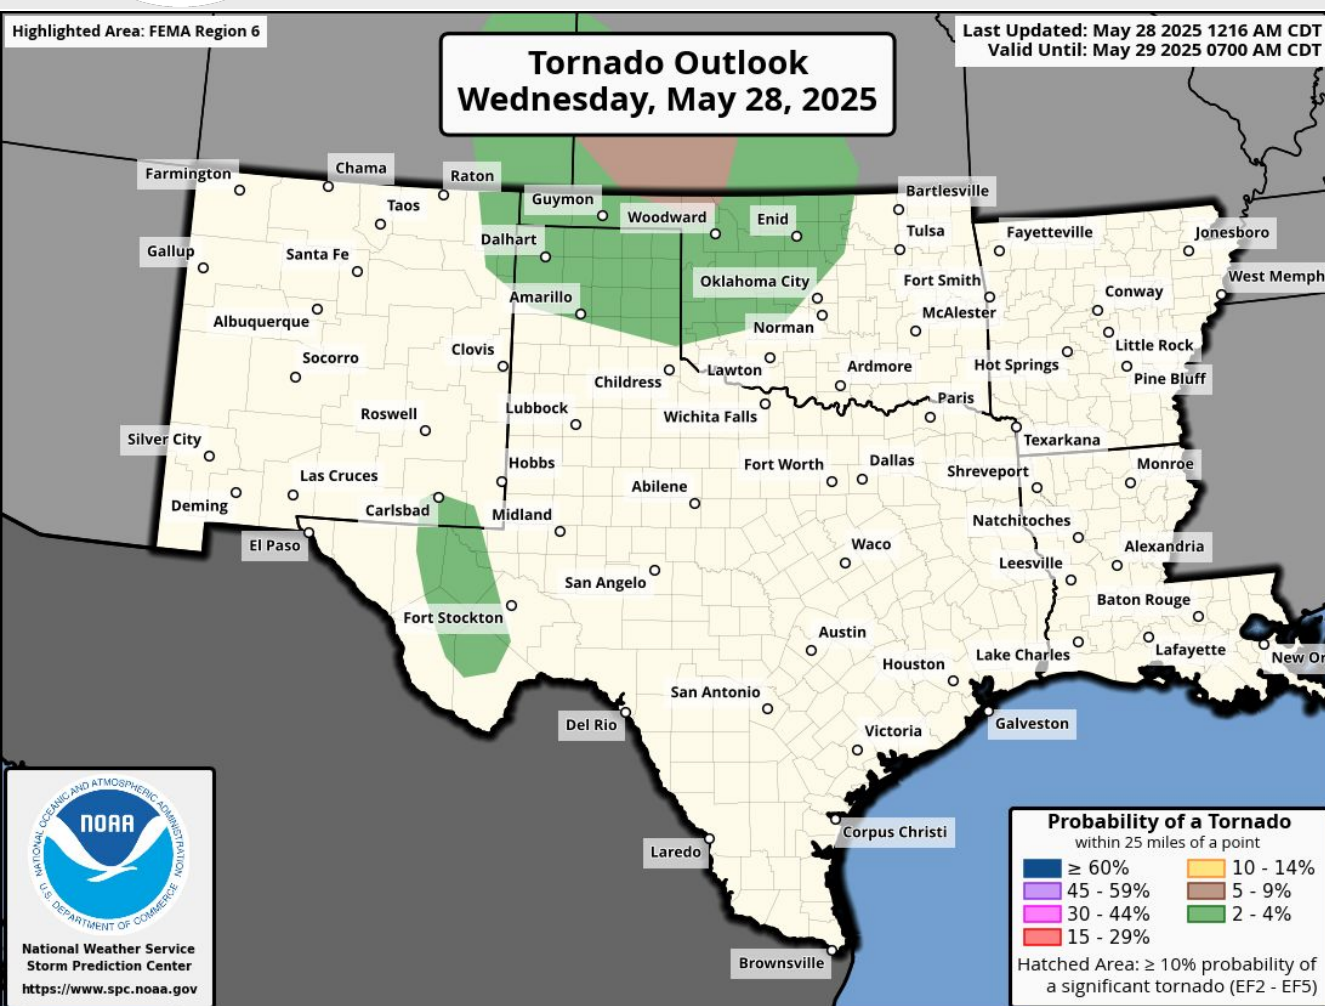 Highlighted Area: FEMA Region 6
Last Updated: May 28 2025 1216 AM CDT
Valid Until: May 29 2025 0700 AM CDT
Tornado Outlook
Wednesday, May 28, 2025
Farmington
Chama
Raton
Taos
Guymon
Woodward
Enid
Bartlesville
Tulsa
Fayetteville
Jonesboro
Gallup
Santa Fe
Dalhart
Oklahoma City
Fort Smith
West Memph
Amarillo
Conway
Albuquerque
Norman
McAlester
Little Rock
Socorro
Clovis
Childress
Lawton
Ardmore
Hot Springs
Pine Bluff
Roswell
Lubbock
Wichita Falls
Paris
Silver City
Texarkana
Las Cruces
Hobbs
Abilene
Fort Worth
Dallas
Shreveport
Monroe
Deming
Carlsbad
Midland
Natchitoches
El Paso
Waco
Alexandria
San Angelo
Leesville
Fort Stockton
Baton Rouge
Austin
Lake Charles
Lafayette
New Or
Houston
San Antonio
Del Rio
Victoria
Galveston
Corpus Christi
Laredo
Brownsville
NATIONAL OCEANIC AND ATMOSPHERIC ADMINISTRATION
NOAA
U.S. DEPARTMENT OF COMMERCE
National Weather Service
Storm Prediction Center
https://www.spc.noaa.gov
Probability of a Tornado
within 25 miles of a point
≥ 60%
45 - 59%
30 - 44%
15 - 29%
10 - 14%
5 - 9%
2 - 4%
Hatched Area: ≥ 10% probability of
a significant tornado (EF2 - EF5)